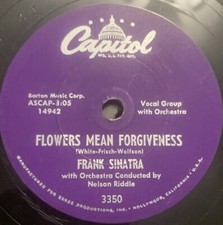 Capitol
Barton Music Corp.
ASCAP-3:05
14942
Vocal Group
with Orchestra
FLOWERS MEAN FORGIVENESS
(White-Frisch-Wolfson)
FRANK SINATRA
with Orchestra Conducted by
Nelson Riddle
3350